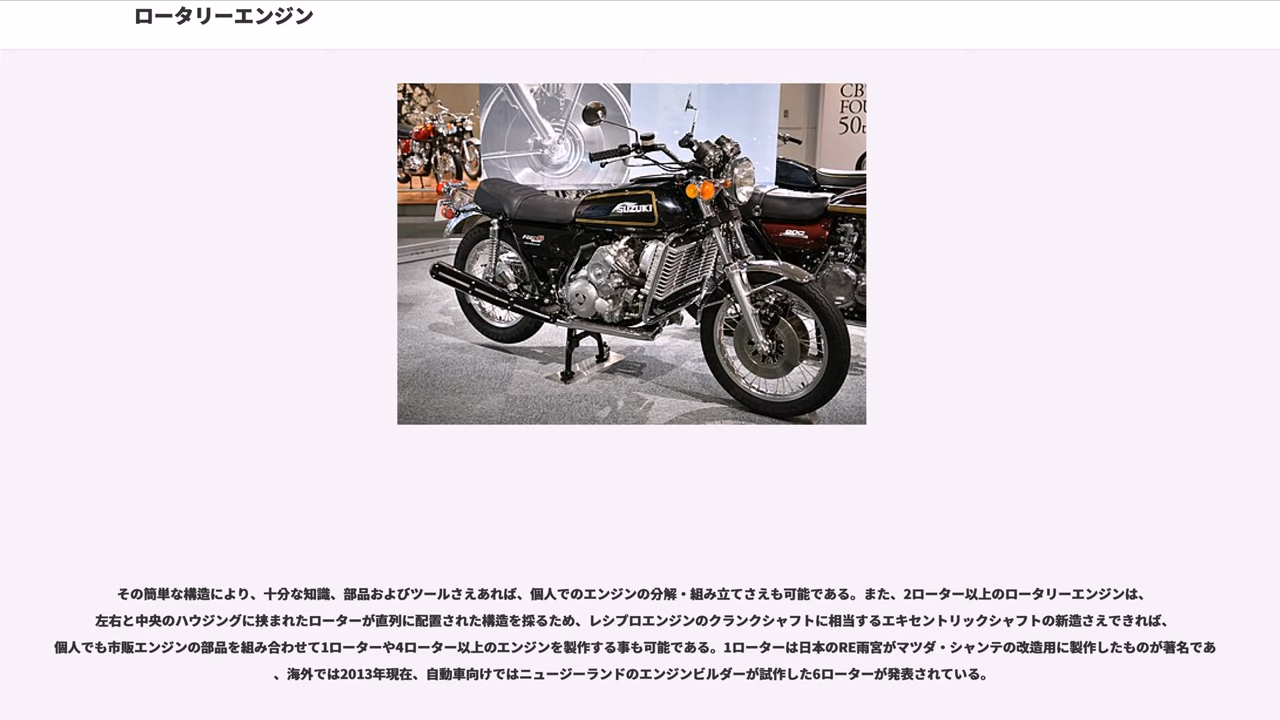 ロータリーエンジン
CB
FOU
50
SUZUKI
900
その簡単な構造により、十分な知識、部品およびツールさえあれば、個人でのエンジンの分解・組み立てさえも可能である。また、2ローター以上のロータリーエンジンは、
左右と中央のハウジングに挟まれたローターが直列に配置された構造を採るため、レシプロエンジンのクランクシャフトに相当するエキセントリックシャフトの新造さえできれば、
個人でも市販エンジンの部品を組み合わせて1ローターや4ローター以上のエンジンを製作する事も可能である。1ローターは日本のRE雨宮がマツダ・シャンテの改造用に製作したものが著名であ
、海外では2013年現在、自動車向けではニュージーランドのエンジンビルダーが試作した6ローターが発表されている。